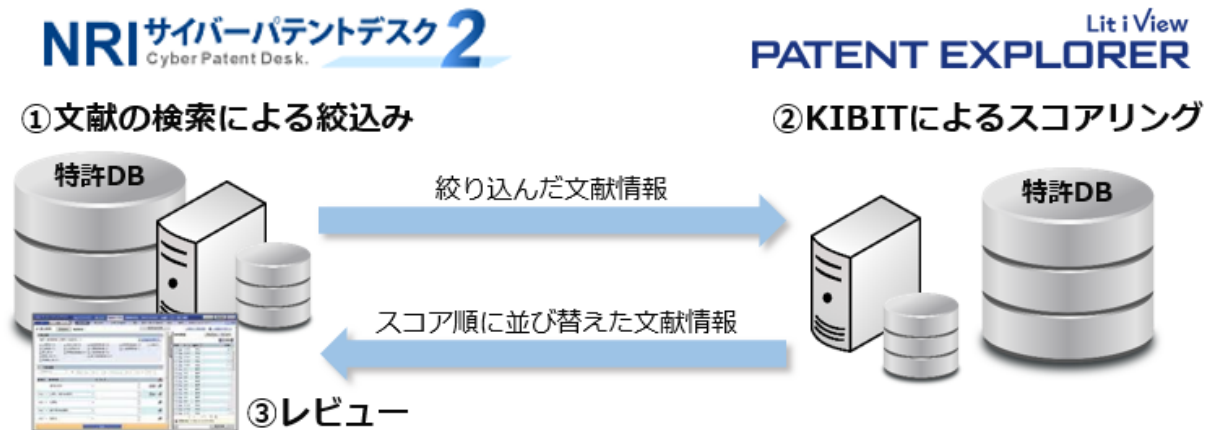 NRI サイバーパテントデスク 2
Cyber Patent Desk.
Lit i View
PATENT EXPLORER
①文献の検索による絞込み
②KIBITによるスコアリング
特許DB
絞り込んだ文献情報
特許DB
スコア順に並び替えた文献情報
③レビュー